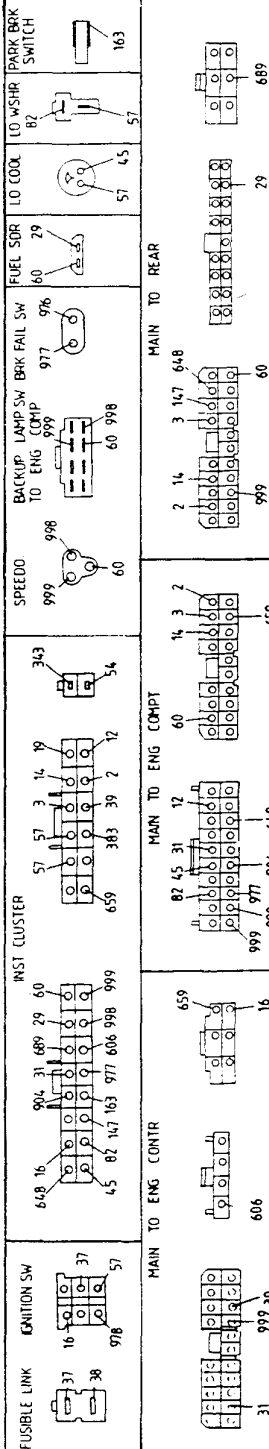 FUSIBLE LINK
37
38
IGNITION SW
16
37
978
57
INST CLUSTER
648 16 904 31 689 29 60
45 82 147 163 977 606 998 999
57 57 3 14 19
659 383 39 2 12
343
54
SPEEDO
999
998
60
BACKUP LAMP SW
TO ENG COMP
999
60
998
BRK FAIL SW
977
976
FUEL SDR
60
29
LO COOL
57
45
LO WSHR
82
57
PARK BRK
SWITCH
163
MAIN TO ENG CONTR
31
999
606
659
16
MAIN TO ENG COMPT
82 45 31 12
999
977
60
14 3 2
MAIN TO REAR
2 14 3 147 648
999
60
29
689